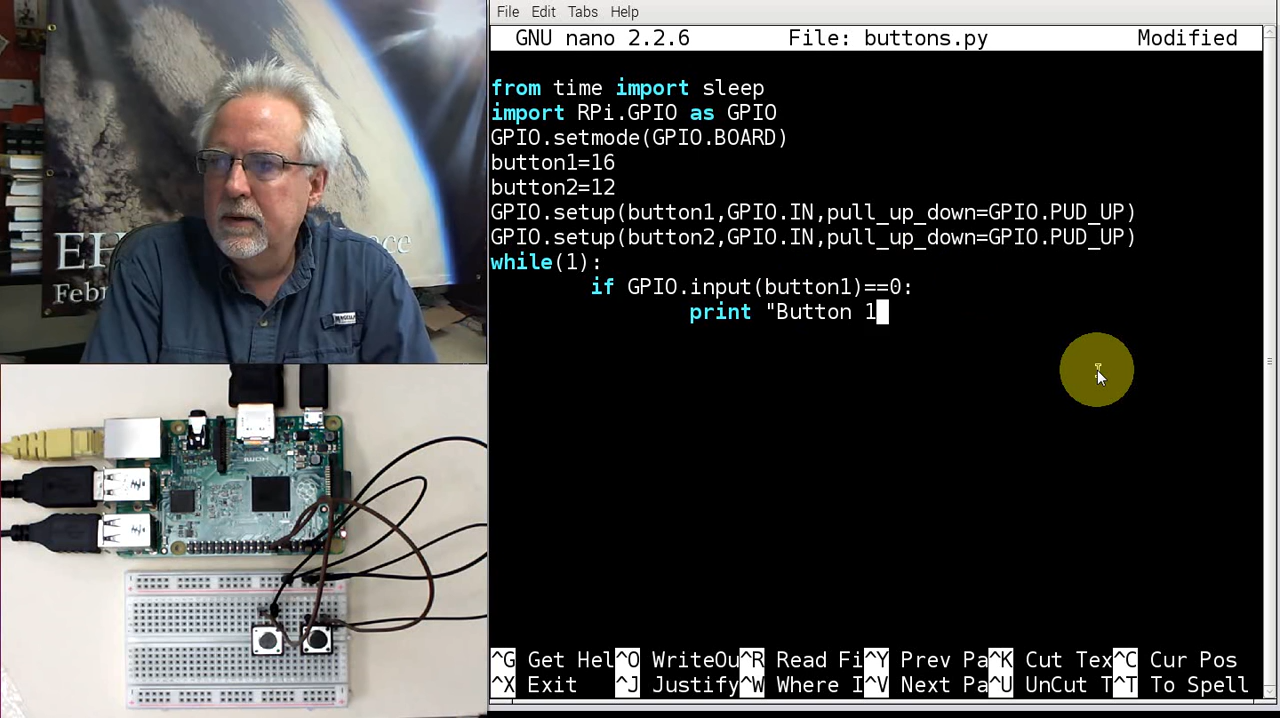 File Edit Tabs Help
GNU nano 2.2.6 File: buttons.py Modified
from time import sleep
import RPi.GPIO as GPIO
GPIO.setmode(GPIO.BOARD)
button1=16
button2=12
GPIO.setup(button1,GPIO.IN,pull_up_down=GPIO.PUD_UP)
GPIO.setup(button2,GPIO.IN,pull_up_down=GPIO.PUD_UP)
while(1):
if GPIO.input(button1)==0:
print "Button 1
^G Get Hel^O WriteOu^R Read Fi^Y Prev Pa^K Cut Tex^C Cur Pos
^X Exit ^J Justify^W Where I^V Next Pa^U UnCut T^T To Spell
EH cc
Febr